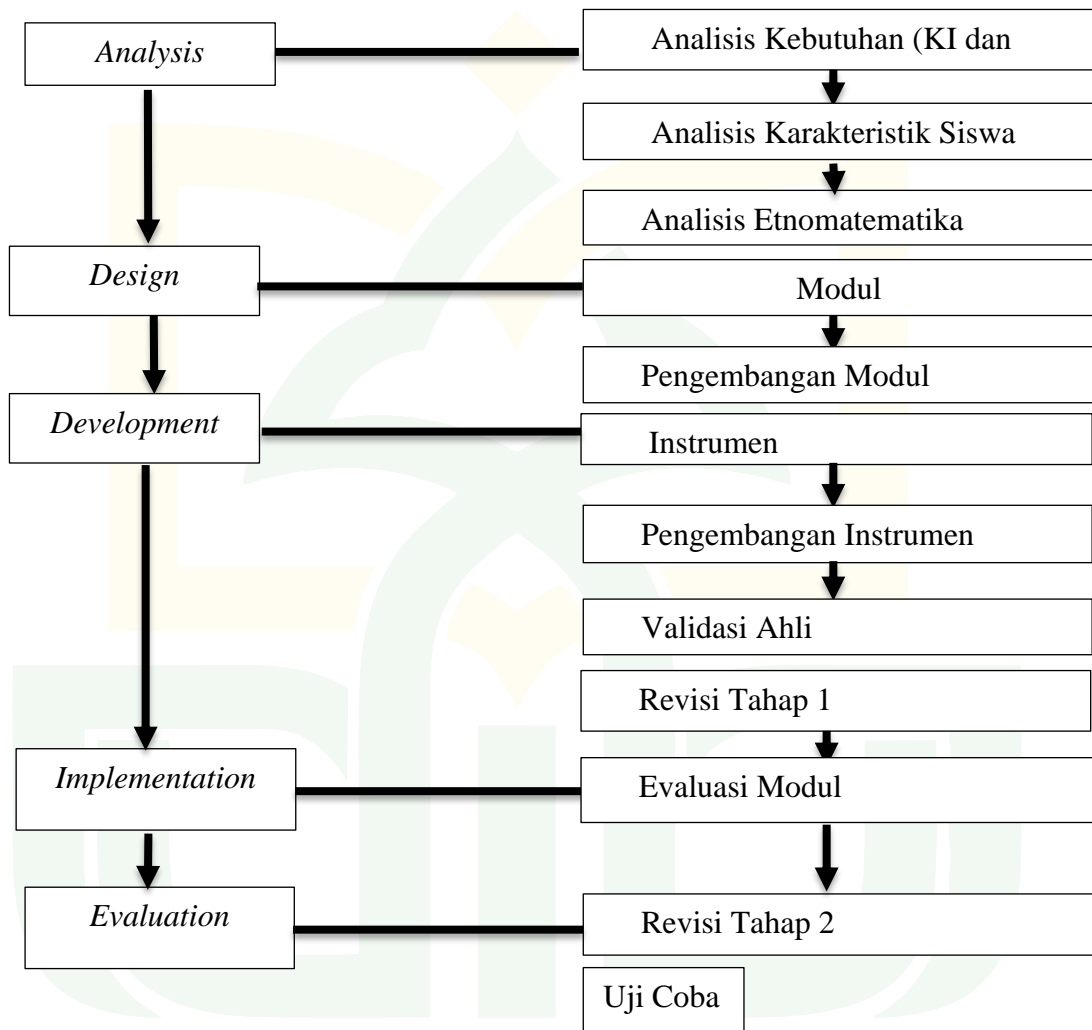 Analysis
Analisis Kebutuhan (KI dan
Analisis Karakteristik Siswa
Analisis Etnomatematika
Design
Modul
Pengembangan Modul
Development
Instrumen
Pengembangan Instrumen
Validasi Ahli
Revisi Tahap 1
Implementation
Evaluasi Modul
Evaluation
Revisi Tahap 2
Uji Coba